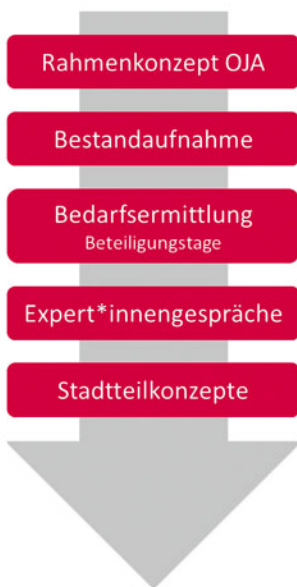 Rahmenkonzept OJA
Bestandaufnahme
Bedarfsermittlung
Beteiligungstage
Expert*innengespräche
Stadtteilkonzepte